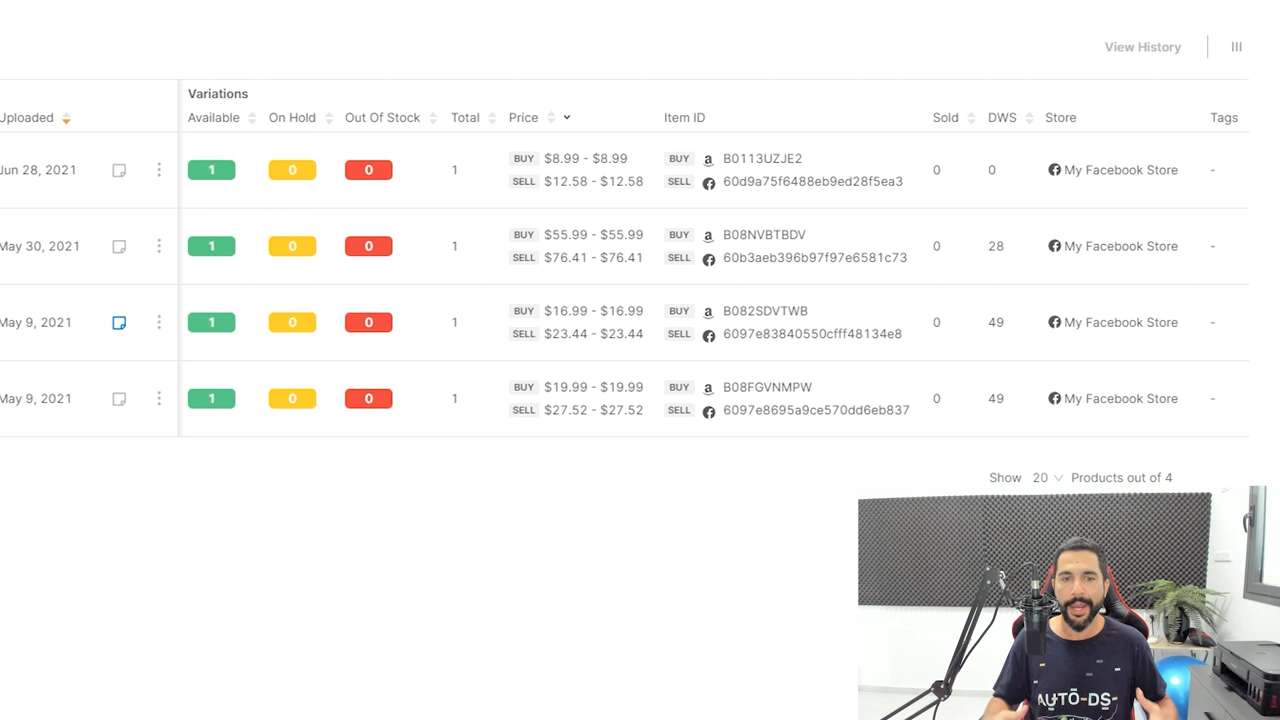 View History
Variations
Uploaded Available On Hold Out Of Stock Total Price Item ID Sold DWS Store Tags
Jun 28, 2021 1 0 0 1 BUY $8.99 - $8.99 BUY a B0113UZJE2 0 0 My Facebook Store -
SELL $12.58 - $12.58 SELL 60d9a75f6488eb9ed28f5ea3
May 30, 2021 1 0 0 1 BUY $55.99 - $55.99 BUY a B08NVBTBDV 0 28 My Facebook Store -
SELL $76.41 - $76.41 SELL 60b3aeb396b97f97e6581c73
May 9, 2021 1 0 0 1 BUY $16.99 - $16.99 BUY a B082SDVTWB 0 49 My Facebook Store -
SELL $23.44 - $23.44 SELL 6097e83840550cfff48134e8
May 9, 2021 1 0 0 1 BUY $19.99 - $19.99 BUY a B08FGVNMPW 0 49 My Facebook Store -
SELL $27.52 - $27.52 SELL 6097e8695a9ce570dd6eb837
Show 20 Products out of 4
AUTO-DS